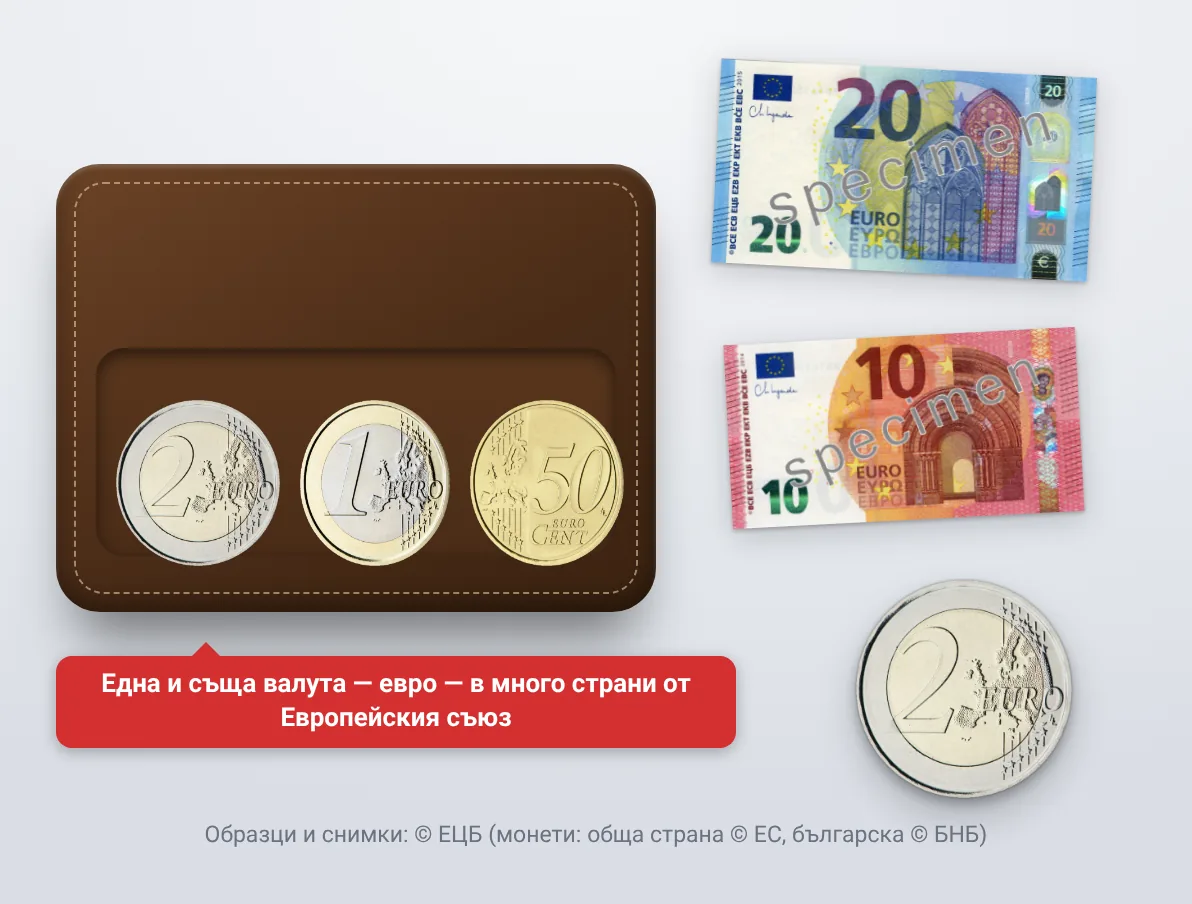 20
20
specimen
20
20
EURO
ΕΥΡΩ
ЕВРО
€
10
specimen
10
EURO
ΕΥΡΩ
ЕВРО
2 EURO
1 EURO
50
EURO
CENT
2 EURO
Една и съща валута — евро — в много страни от
Европейския съюз
Образци и снимки: © ЕЦБ (монети: обща страна © ЕС, българска © БНБ)